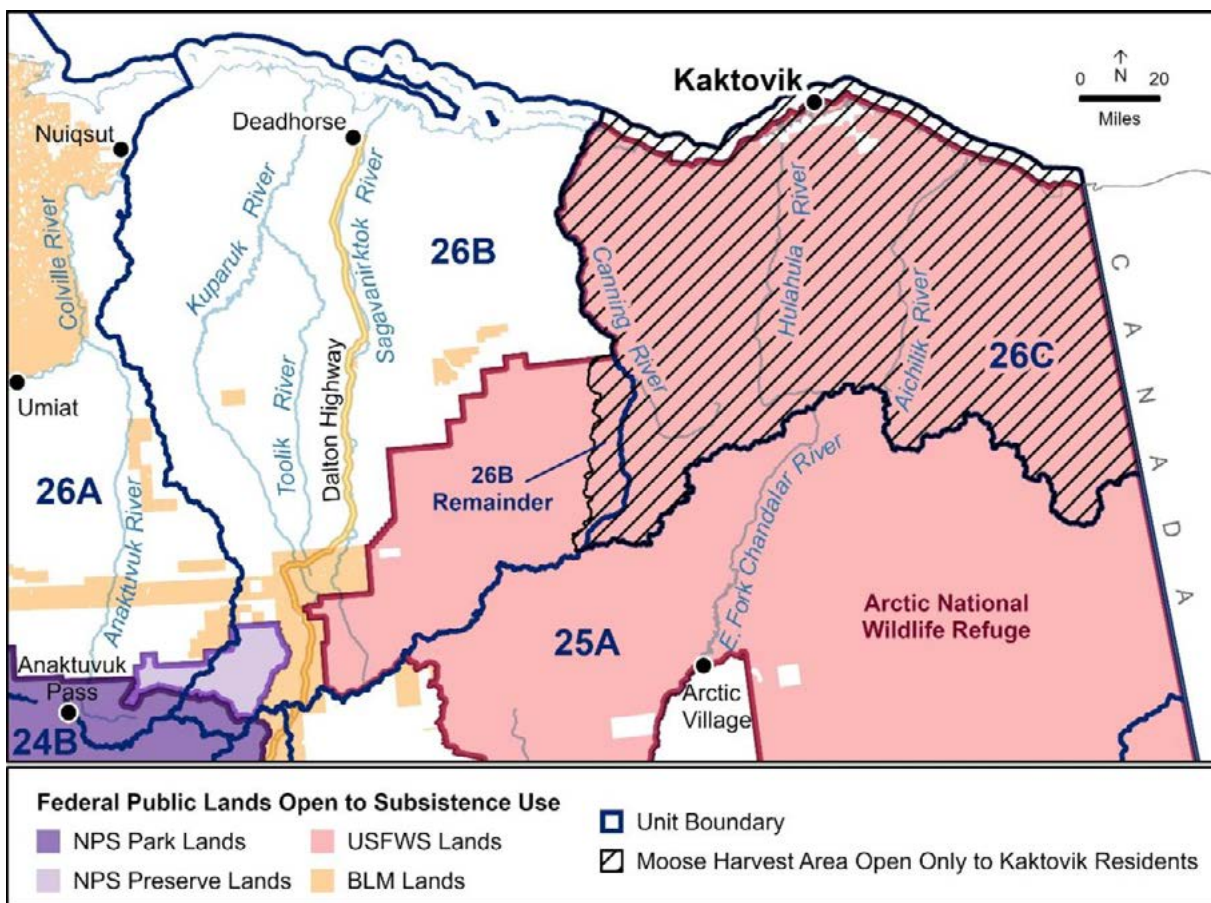 Kaktovik
N
0 20
Miles
Nuiqsut
Deadhorse
Colville River
Kuparuk River
Sagavanirktok River
26B
Canning River
Hulahula River
Aichilik River
26C
CANADA
Umiat
Toolik River
Dalton Highway
26A
Anaktuvuk River
26B
Remainder
E. Fork Chandalar River
Arctic National
Wildlife Refuge
25A
Anaktuvuk
Pass
Arctic
Village
24B
Federal Public Lands Open to Subsistence Use
NPS Park Lands
USFWS Lands
NPS Preserve Lands
BLM Lands
Unit Boundary
Moose Harvest Area Open Only to Kaktovik Residents